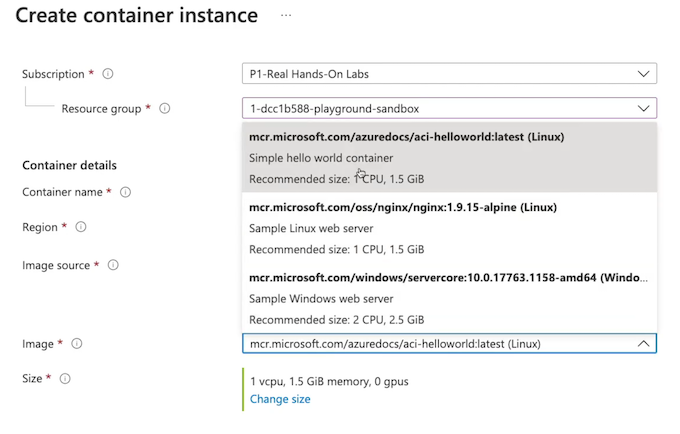 Create container instance ...
Subscription *
P1-Real Hands-On Labs
Resource group *
1-dcc1b588-playground-sandbox
mcr.microsoft.com/azuredocs/aci-helloworld:latest (Linux)
Simple hello world container
Recommended size: 1 CPU, 1.5 GiB
Container details
Container name *
mcr.microsoft.com/oss/nginx/nginx:1.9.15-alpine (Linux)
Region *
Sample Linux web server
Recommended size: 1 CPU, 1.5 GiB
Image source *
mcr.microsoft.com/windows/servercore:10.0.17763.1158-amd64 (Windo...
Sample Windows web server
Recommended size: 2 CPU, 2.5 GiB
Image *
mcr.microsoft.com/azuredocs/aci-helloworld:latest (Linux)
Size *
1 vcpu, 1.5 GiB memory, 0 gpus
Change size